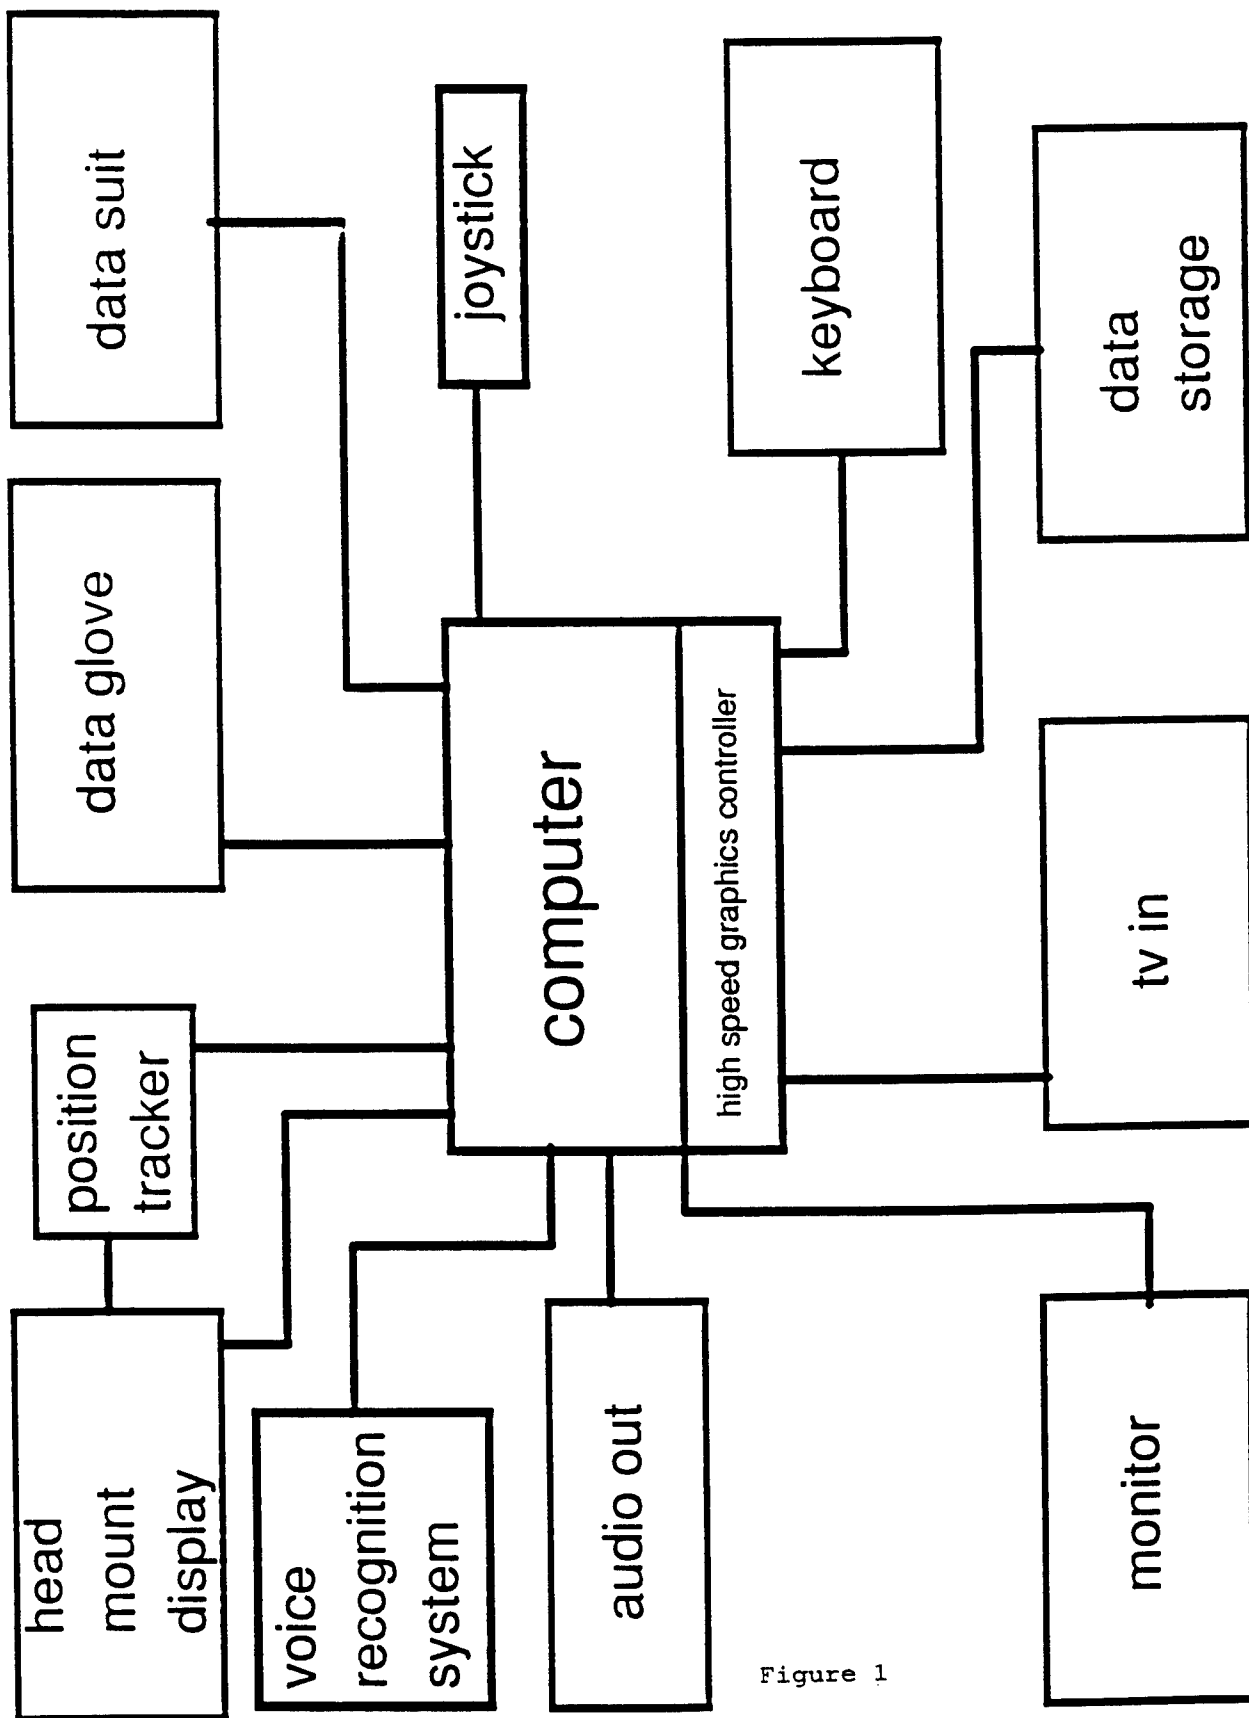 head
mount
display
position
tracker
data glove
data suit
voice
recognition
system
computer
joystick
audio out
high speed graphics controller
keyboard
monitor
tv in
data
storage
Figure 1